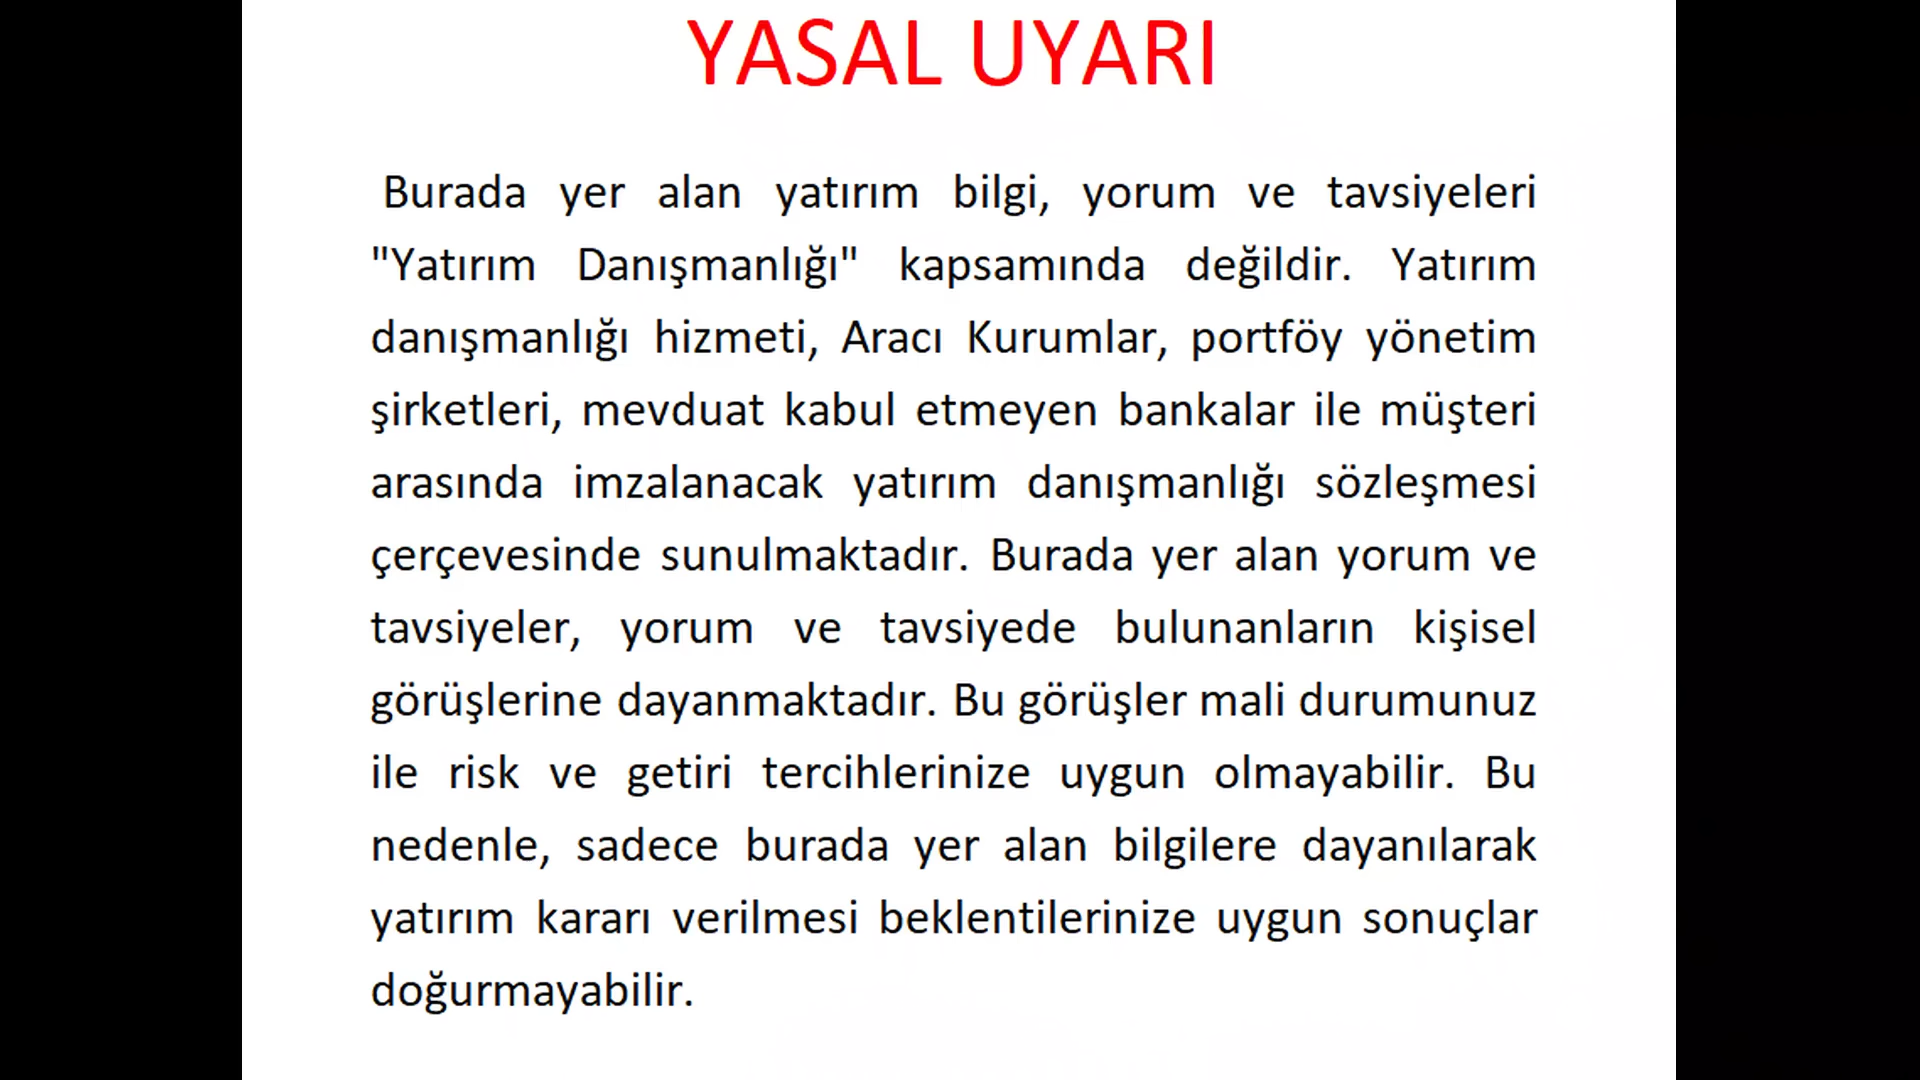 YASAL UYARI
Burada yer alan yatırım bilgi, yorum ve tavsiyeleri
"Yatırım Danışmanlığı" kapsamında değildir. Yatırım
danışmanlığı hizmeti, Aracı Kurumlar, portföy yönetim
şirketleri, mevduat kabul etmeyen bankalar ile müşteri
arasında imzalanacak yatırım danışmanlığı sözleşmesi
çerçevesinde sunulmaktadır. Burada yer alan yorum ve
tavsiyeler, yorum ve tavsiyede bulunanların kişisel
görüşlerine dayanmaktadır. Bu görüşler mali durumunuz
ile risk ve getiri tercihlerinize uygun olmayabilir. Bu
nedenle, sadece burada yer alan bilgilere dayanılarak
yatırım kararı verilmesi beklentilerinize uygun sonuçlar
doğurmayabilir.